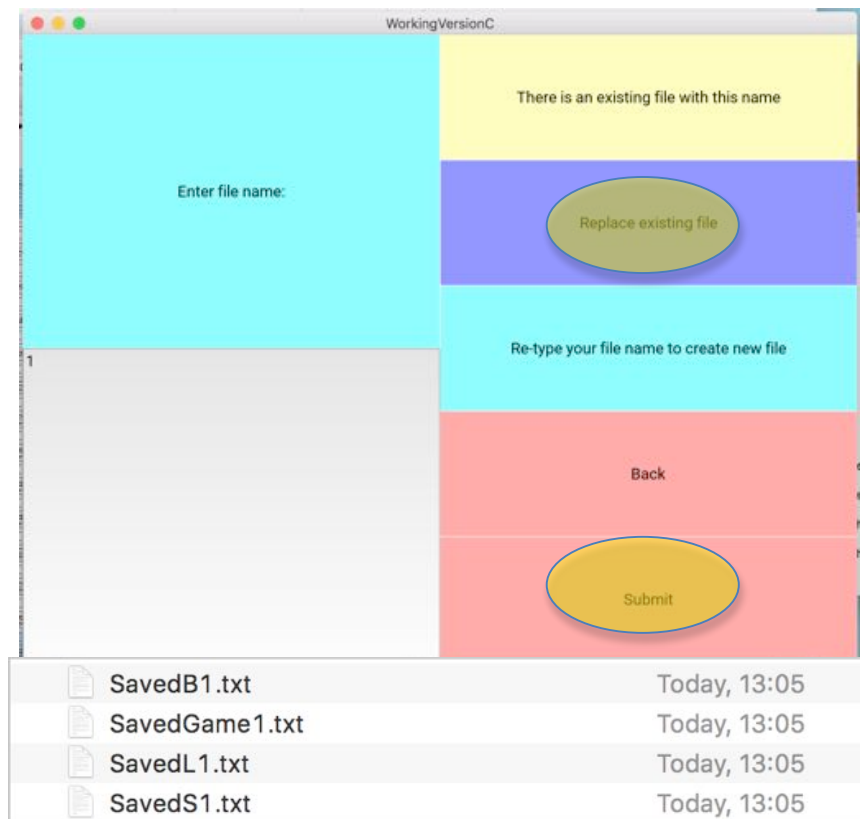 WorkingVersionC
Enter file name:
1
There is an existing file with this name
Replace existing file
Re-type your file name to create new file
Back
Submit
SavedB1.txt Today, 13:05
SavedGame1.txt Today, 13:05
SavedL1.txt Today, 13:05
SavedS1.txt Today, 13:05